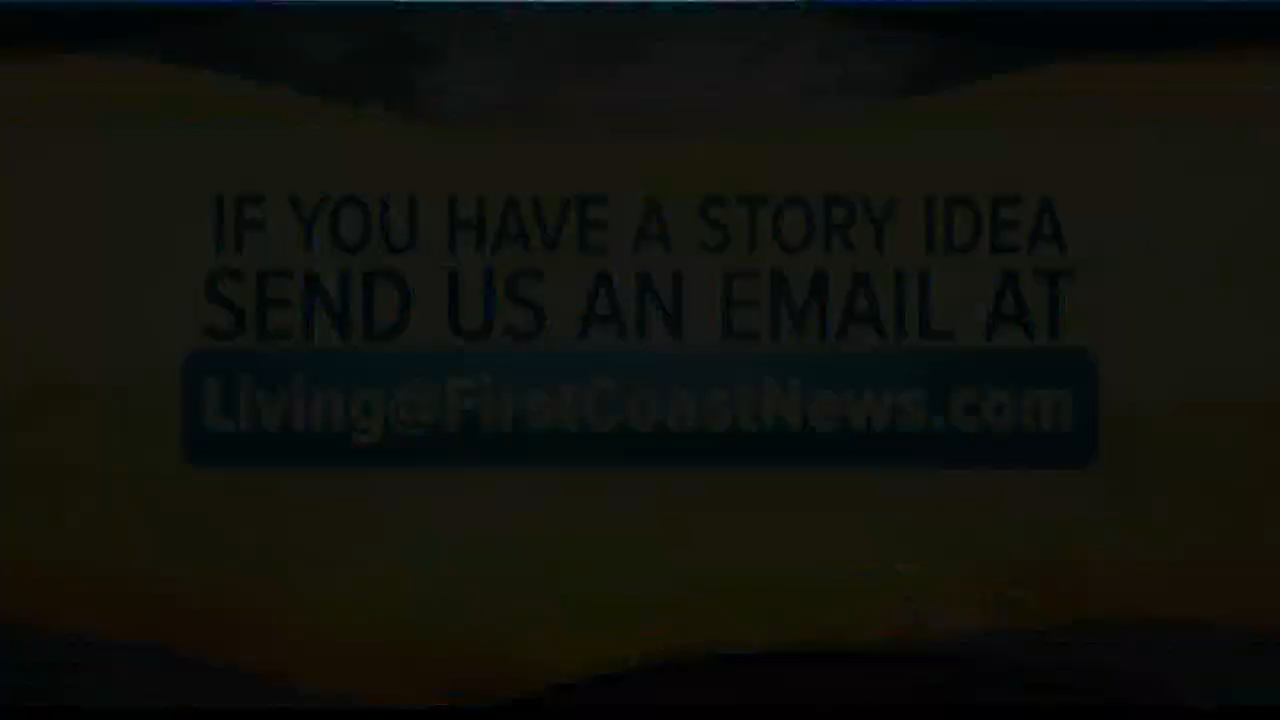 IF YOU HAVE A STORY IDEA
SEND US AN EMAIL AT
Living@FirstCoastNews.com